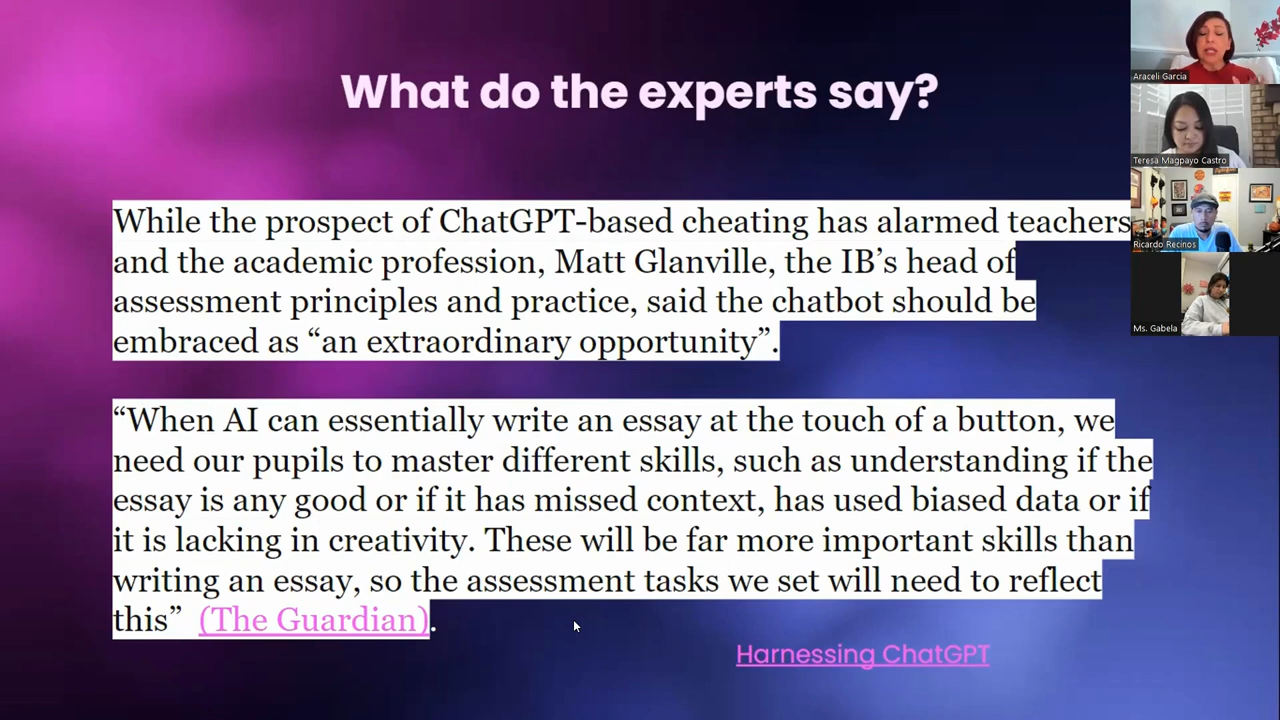 What do the experts say?
While the prospect of ChatGPT-based cheating has alarmed teachers
and the academic profession, Matt Glanville, the IB’s head of
assessment principles and practice, said the chatbot should be
embraced as “an extraordinary opportunity”.
“When AI can essentially write an essay at the touch of a button, we
need our pupils to master different skills, such as understanding if the
essay is any good or if it has missed context, has used biased data or if
it is lacking in creativity. These will be far more important skills than
writing an essay, so the assessment tasks we set will need to reflect
this” (The Guardian).
Harnessing ChatGPT
Araceli Garcia
Teresa Magpayo Castro
Ricardo Recinos
Ms. Gabela